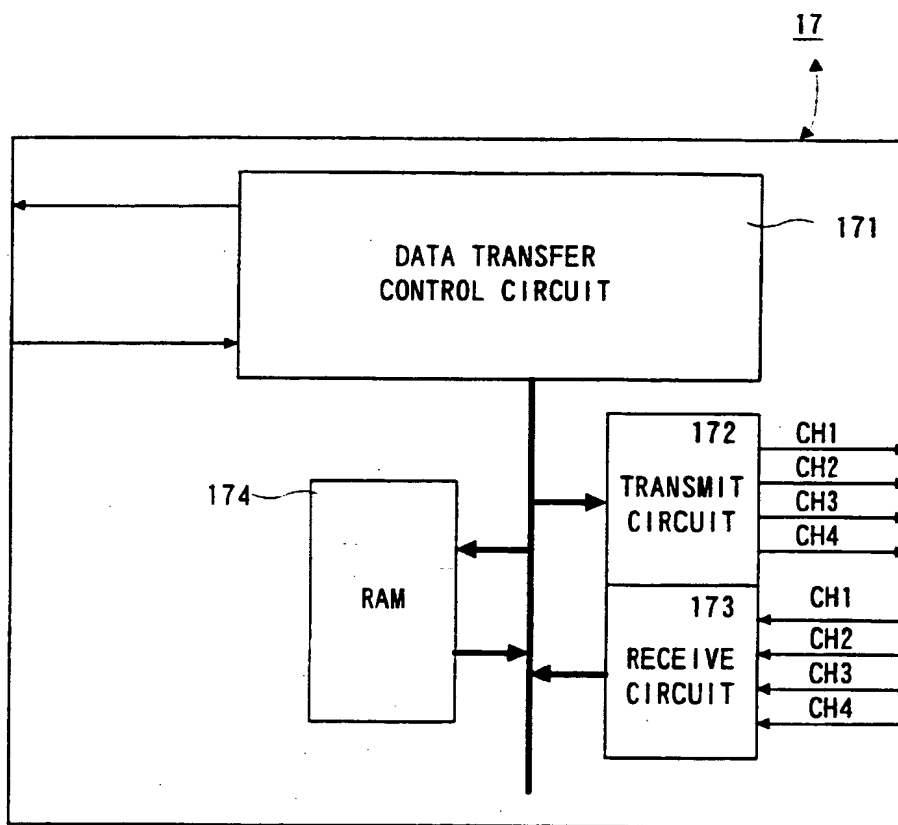 17
171
DATA TRANSFER
CONTROL CIRCUIT
172
TRANSMIT
CIRCUIT
CH1
CH2
CH3
CH4
174
RAM
173
RECEIVE
CIRCUIT
CH1
CH2
CH3
CH4